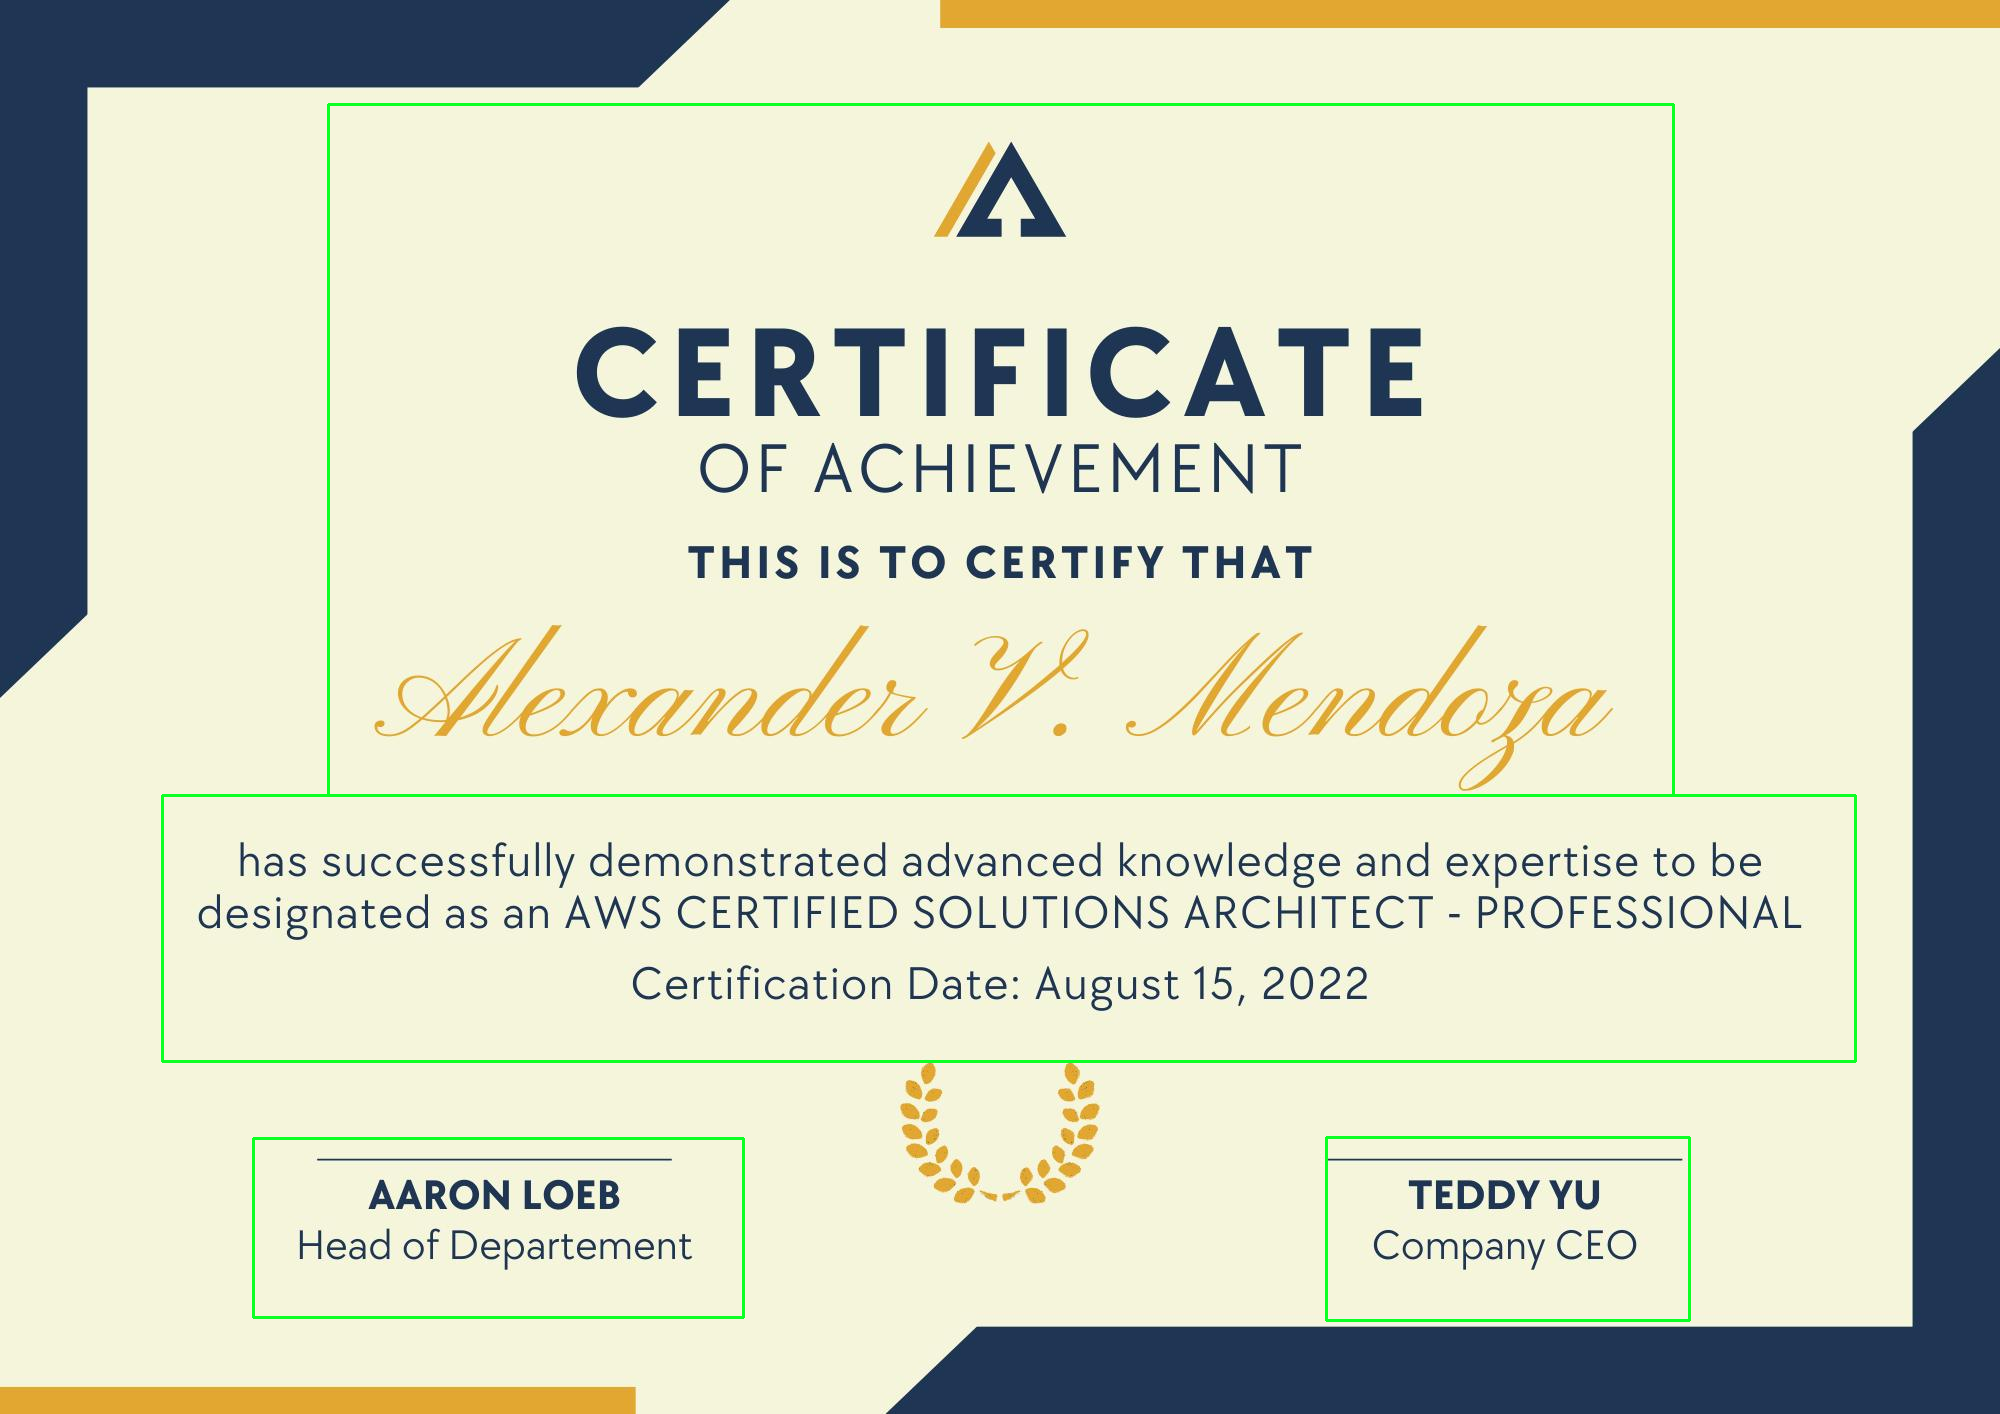 CERTIFICATE
OF ACHIEVEMENT
THIS IS TO CERTIFY THAT
Alexander V. Mendoza
has successfully demonstrated advanced knowledge and expertise to be
designated as an AWS CERTIFIED SOLUTIONS ARCHITECT - PROFESSIONAL
Certification Date: August 15, 2022
AARON LOEB
Head of Departement
TEDDY YU
Company CEO